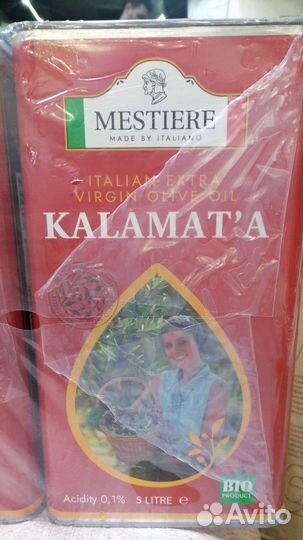 MESTIERE
MADE BY ITALIANO
ITALIAN EXTRA
VIRGIN OLIVE OIL
KALAMAT'A
Acidity 0,1% 5 LITRE e
BIO
PRODUCT
Avito